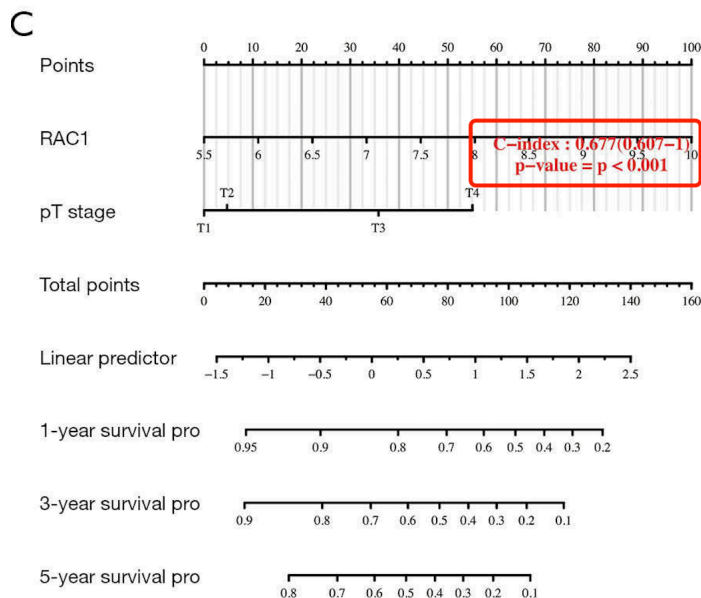 C
Points
0 10 20 30 40 50 60 70 80 90 100
RAC1
5.5 6 6.5 7 7.5 8 8.5 9 9.5 10
C-index : 0.677(0.607-1)
p-value = p < 0.001
pT stage
T2 T4
T1 T3
Total points
0 20 40 60 80 100 120 140 160
Linear predictor
-1.5 -1 -0.5 0 0.5 1 1.5 2 2.5
1-year survival pro
0.95 0.9 0.8 0.7 0.6 0.5 0.4 0.3 0.2
3-year survival pro
0.9 0.8 0.7 0.6 0.5 0.4 0.3 0.2 0.1
5-year survival pro
0.8 0.7 0.6 0.5 0.4 0.3 0.2 0.1